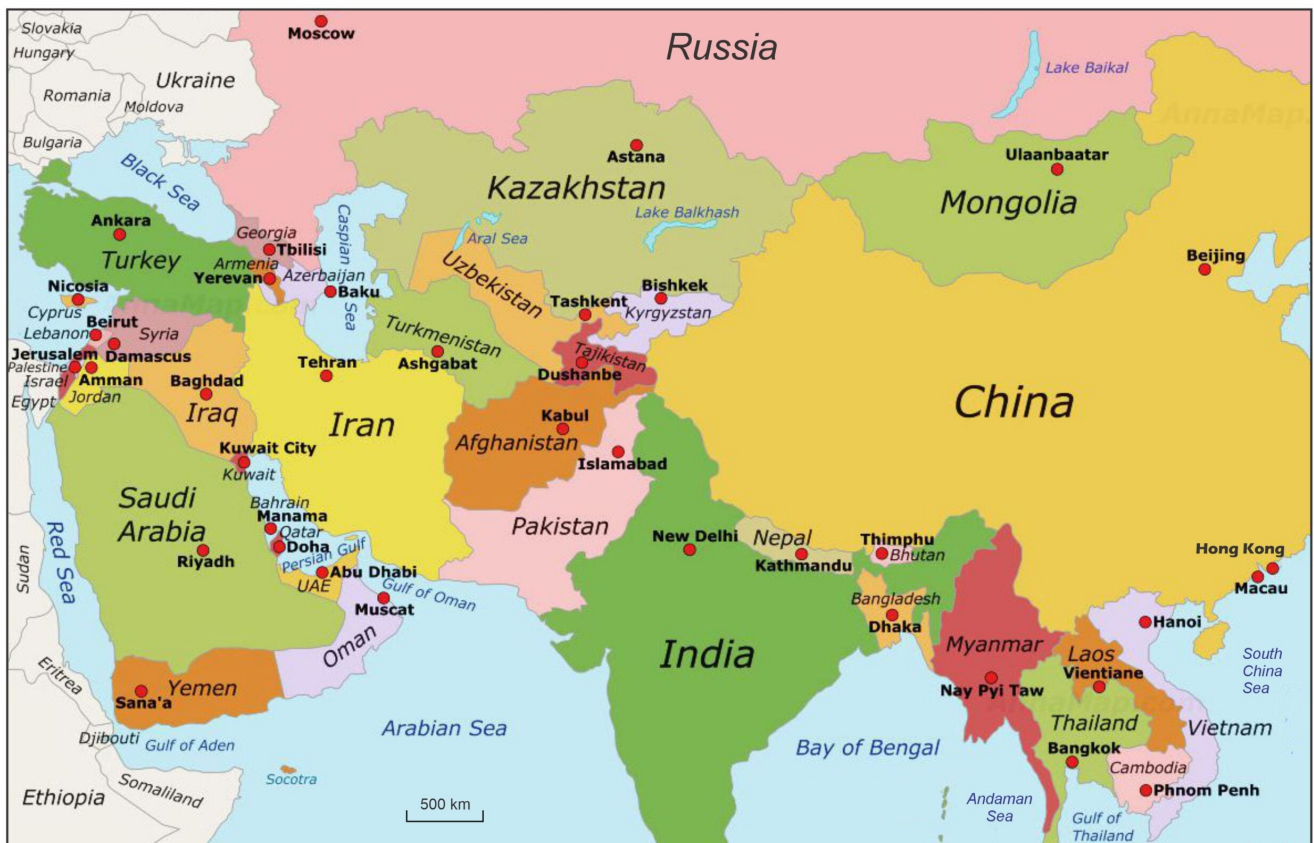 Slovakia
Moscow
Russia
Hungary
Ukraine
Lake Baikal
Romania
Moldova
AnnaMap.
Bulgaria
Astana
Ulaanbaatar
Black Sea
Kazakhstan
Mongolia
Ankara
Caspian Sea
Lake Balkhash
Georgia
Aral Sea
Turkey
Tbilisi
Armenia
Uzbekistan
Beijing
Yerevan
Azerbaijan
Nicosia
Baku
Bishkek
AnnaMap.com
Tashkent
Kyrgyzstan
Cyprus
Beirut
Lebanon
Syria
Turkmenistan
Jerusalem
Damascus
Tajikistan
Palestine
Tehran
Ashgabat
Dushanbe
Israel
Amman
Baghdad
Egypt
Jordan
China
Iraq
Iran
Kabul
Afghanistan
Kuwait City
Islamabad
Kuwait
Saudi
Arabia
Bahrain
Manama
Pakistan
Qatar
New Delhi
Nepal
Thimphu
Doha
Bhutan
Hong Kong
Riyadh
Persian Gulf
Kathmandu
Red Sea
Sudan
Abu Dhabi
UAE
Gulf of Oman
Macau
Muscat
Bangladesh
Dhaka
Hanoi
Oman
India
Myanmar
Laos
South
China
Sea
Eritrea
Yemen
Vientiane
Sana'a
Nay Pyi Taw
AnnaMap.com
Arabian Sea
Thailand
Vietnam
Djibouti
Gulf of Aden
Bay of Bengal
Bangkok
Cambodia
Socotra
Somaliland
Phnom Penh
Ethiopia
500 km
Andaman
Sea
Gulf of
Thailand